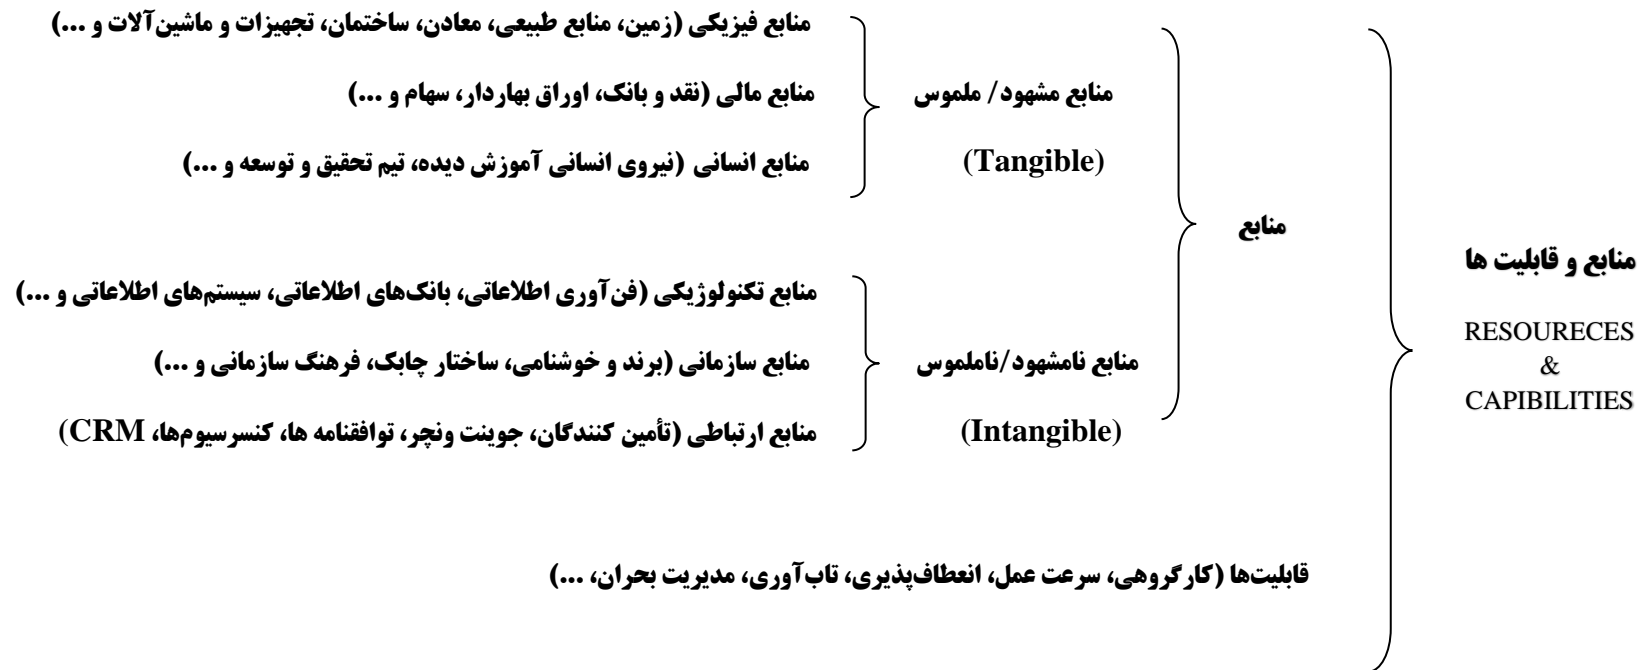 منابع و قابلیت ها
RESOURECES
&
CAPIBILITIES
منابع
منابع مشهود/ ملموس
(Tangible)
منابع فیزیکی (زمین، منابع طبیعی، معادن، ساختمان، تجهیزات و ماشین‌آلات و ...)
منابع مالی (نقد و بانک، اوراق بهاردار، سهام و ...)
منابع انسانی (نیروی انسانی آموزش دیده، تیم تحقیق و توسعه و ...)
منابع نامشهود/ناملموس
(Intangible)
منابع تکنولوژیکی (فن‌آوری اطلاعاتی، بانک‌های اطلاعاتی، سیستم‌های اطلاعاتی و ...)
منابع سازمانی (برند و خوشنامی، ساختار چابک، فرهنگ سازمانی و ...)
منابع ارتباطی (تأمین کنندگان، جوینت ونچر، توافقنامه ها، کنسرسیوم‌ها، CRM)
قابلیت‌ها (کارگروهی، سرعت عمل، انعطاف‌پذیری، تاب‌آوری، مدیریت بحران، ...)